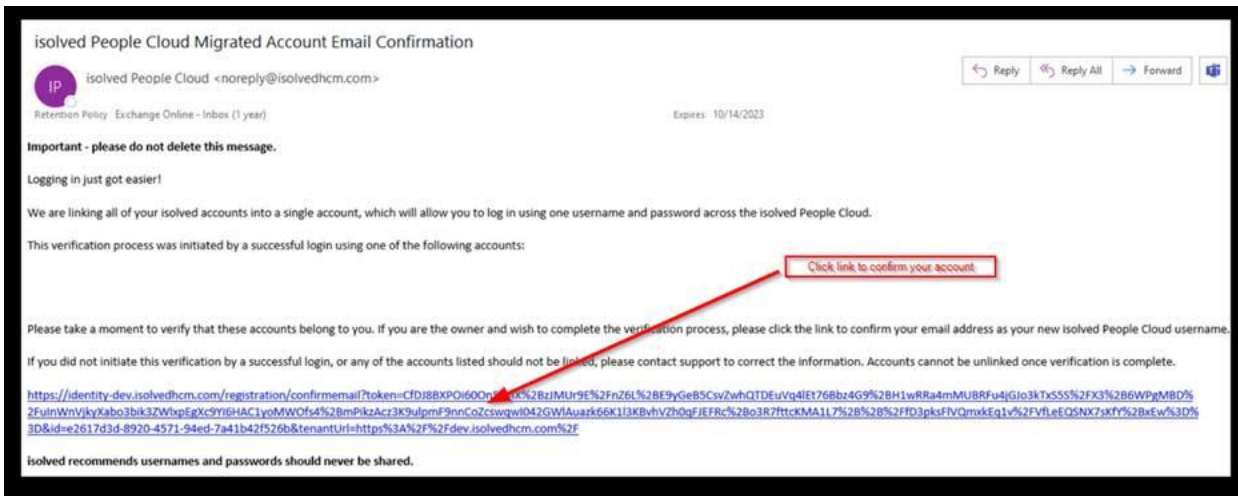 isolved People Cloud Migrated Account Email Confirmation
IP
isolved People Cloud <noreply@isolvedhcm.com>
Reply
Reply All
Forward
Retention Policy Exchange Online - Inbox (1 year)
Expires 10/14/2023
Important - please do not delete this message.
Logging in just got easier!
We are linking all of your isolved accounts into a single account, which will allow you to log in using one username and password across the isolved People Cloud.
This verification process was initiated by a successful login using one of the following accounts:
Click link to confirm your account
Please take a moment to verify that these accounts belong to you. If you are the owner and wish to complete the verification process, please click the link to confirm your email address as your new isolved People Cloud username.
If you did not initiate this verification by a successful login, or any of the accounts listed should not be linked, please contact support to correct the information. Accounts cannot be unlinked once verification is complete.
3D&id=e2617d3d-8920-4571-94ed-7a41b42f526b&tenantUrl=https%3A%2F%2Fdev.isolvedhcm.com%2F
isolved recommends usernames and passwords should never be shared.